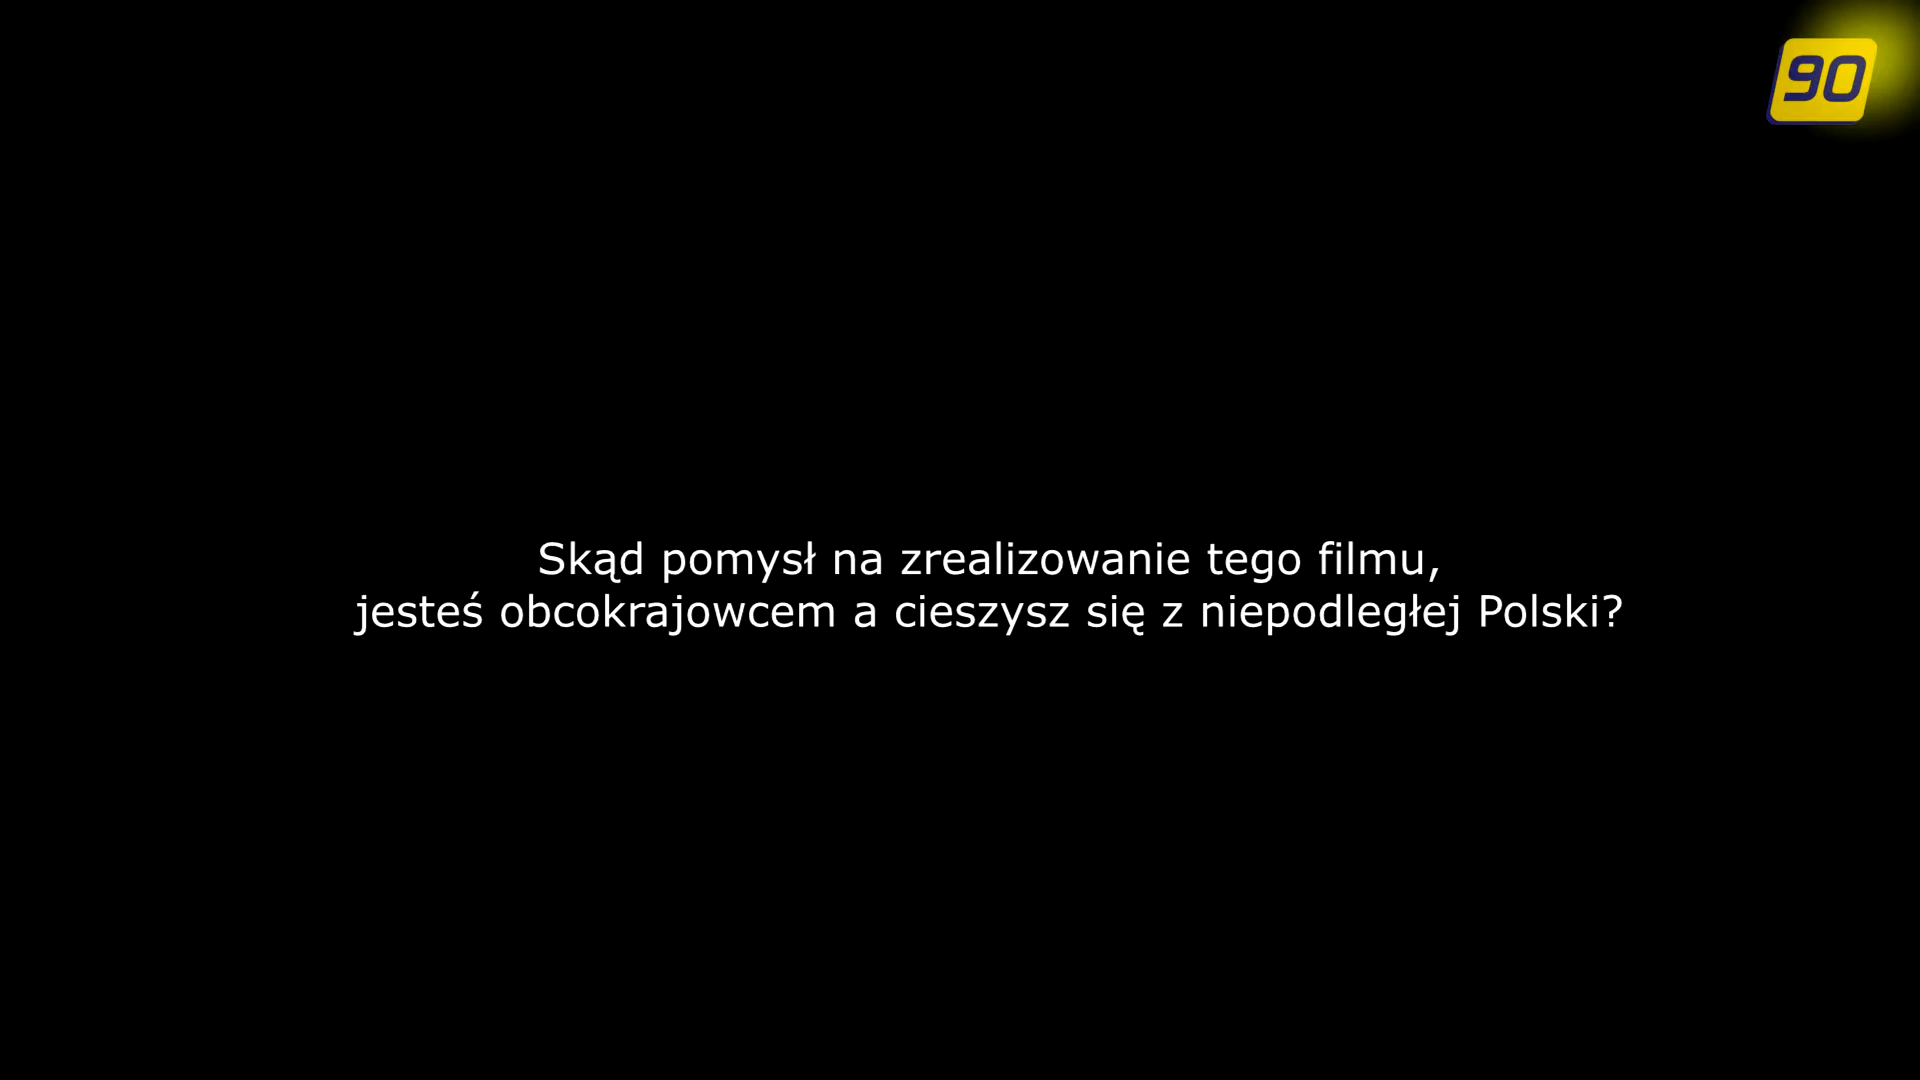 90
Skąd pomysł na zrealizowanie tego filmu,
jesteś obcokrajowcem a cieszysz się z niepodległej Polski?